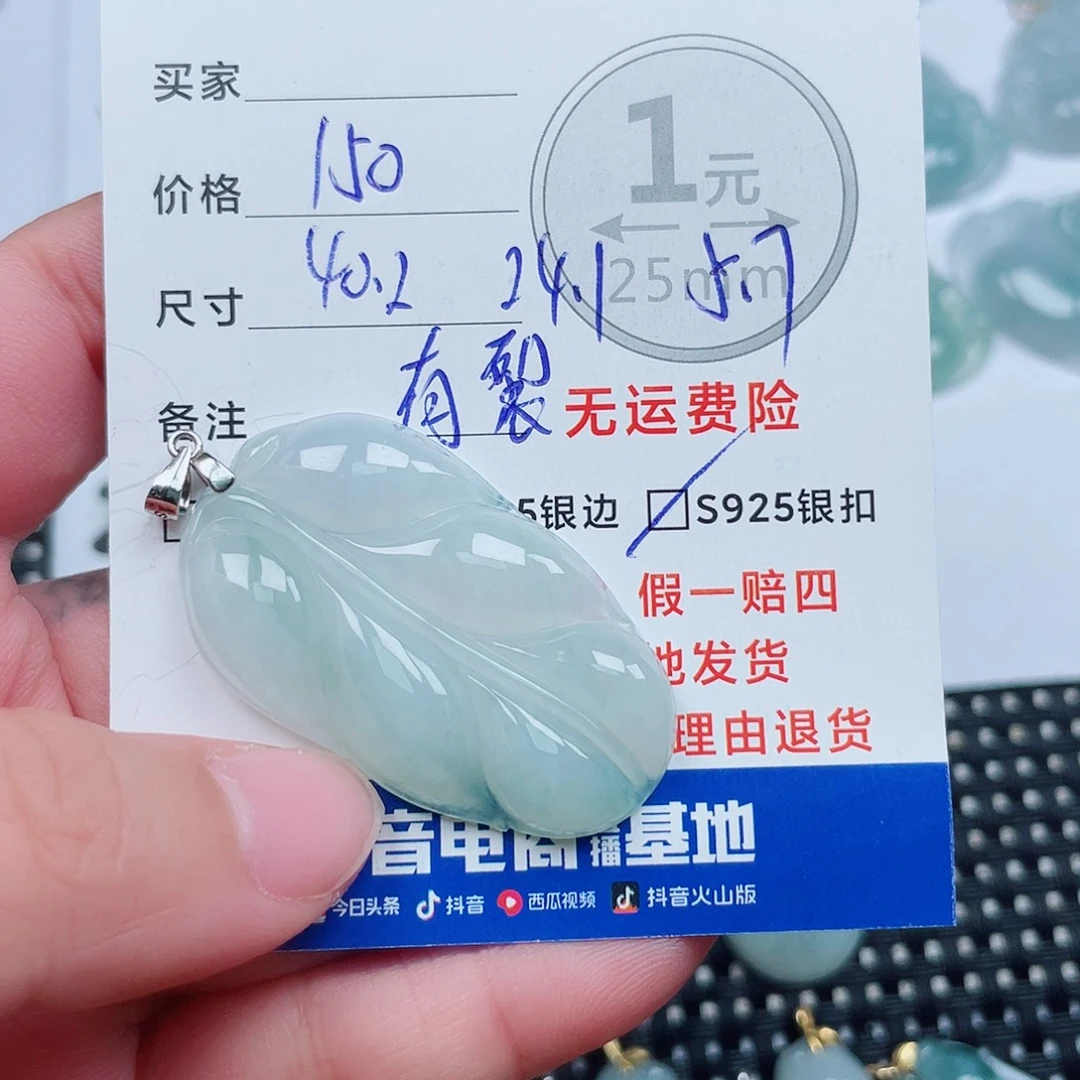 买家
价格 150
1元
25mm
尺寸 40.2 24.1 5.7
备注 有裂 无运费险
5银边 S925银扣
假一赔四
地发货
理由退货
音电商 播基地
今日头条 抖音 西瓜视频 抖音火山版